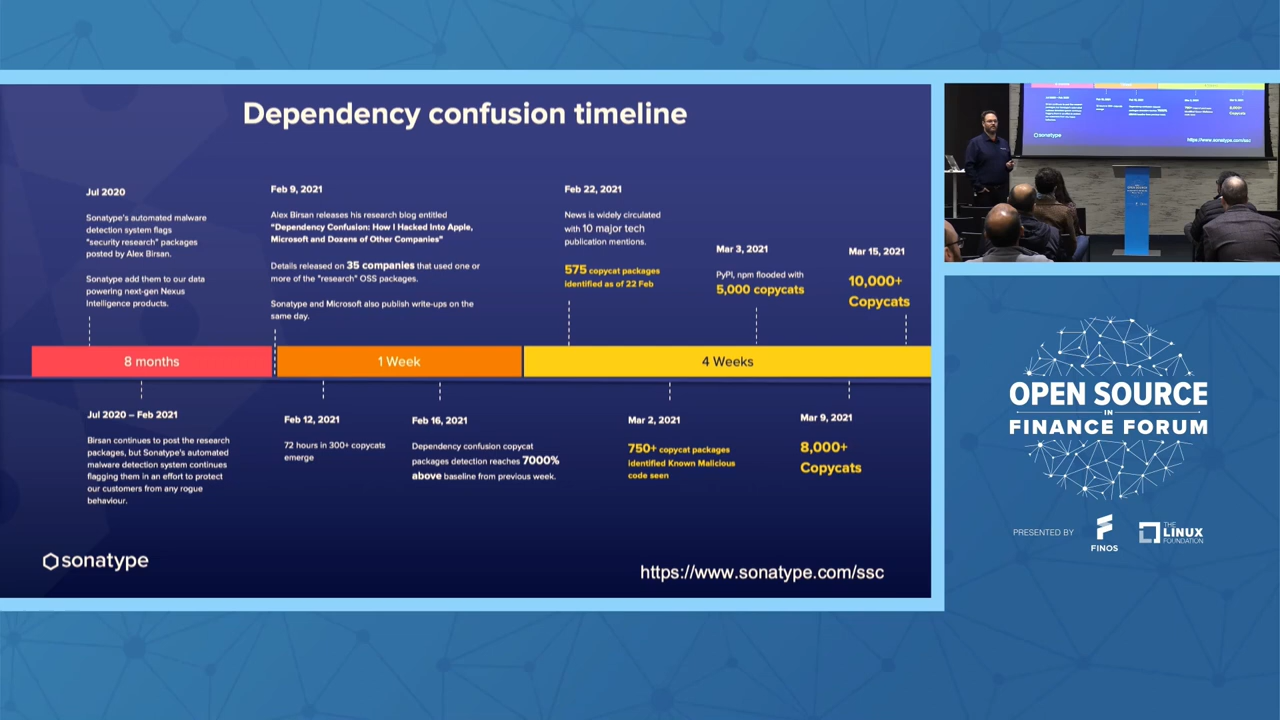 Dependency confusion timeline
Jul 2020
Sonatype's automated malware
detection system flags
"security research" packages
posted by Alex Birsan.
Sonatype add them to our data
powering next-gen Nexus
Intelligence products.
Feb 9, 2021
Alex Birsan releases his research blog entitled
"Dependency Confusion: How I Hacked Into Apple,
Microsoft and Dozens of Other Companies"
Details released on 35 companies that used one or
more of the "research" OSS packages.
Sonatype and Microsoft also publish write-ups on the
same day.
Feb 22, 2021
News is widely circulated
with 10 major tech
publication mentions.
575 copycat packages
identified as of 22 Feb
Mar 3, 2021
PyPI, npm flooded with
5,000 copycats
Mar 15, 2021
10,000+
Copycats
8 months
1 Week
4 Weeks
Jul 2020 – Feb 2021
Birsan continues to post the research
packages, but Sonatype's automated
malware detection system continues
flagging them in an effort to protect
our customers from any rogue
behaviour.
Feb 12, 2021
72 hours in 300+ copycats
emerge
Feb 16, 2021
Dependency confusion copycat
packages detection reaches 7000%
above baseline from previous week.
Mar 2, 2021
750+ copycat packages
identified Known Malicious
code seen
Mar 9, 2021
8,000+
Copycats
sonatype
https://www.sonatype.com/ssc
sonatype
https://www.sonatype.com/ssc
OPEN SOURCE
IN
FINANCE FORUM
PRESENTED BY
FINOS
THE
LINUX
FOUNDATION